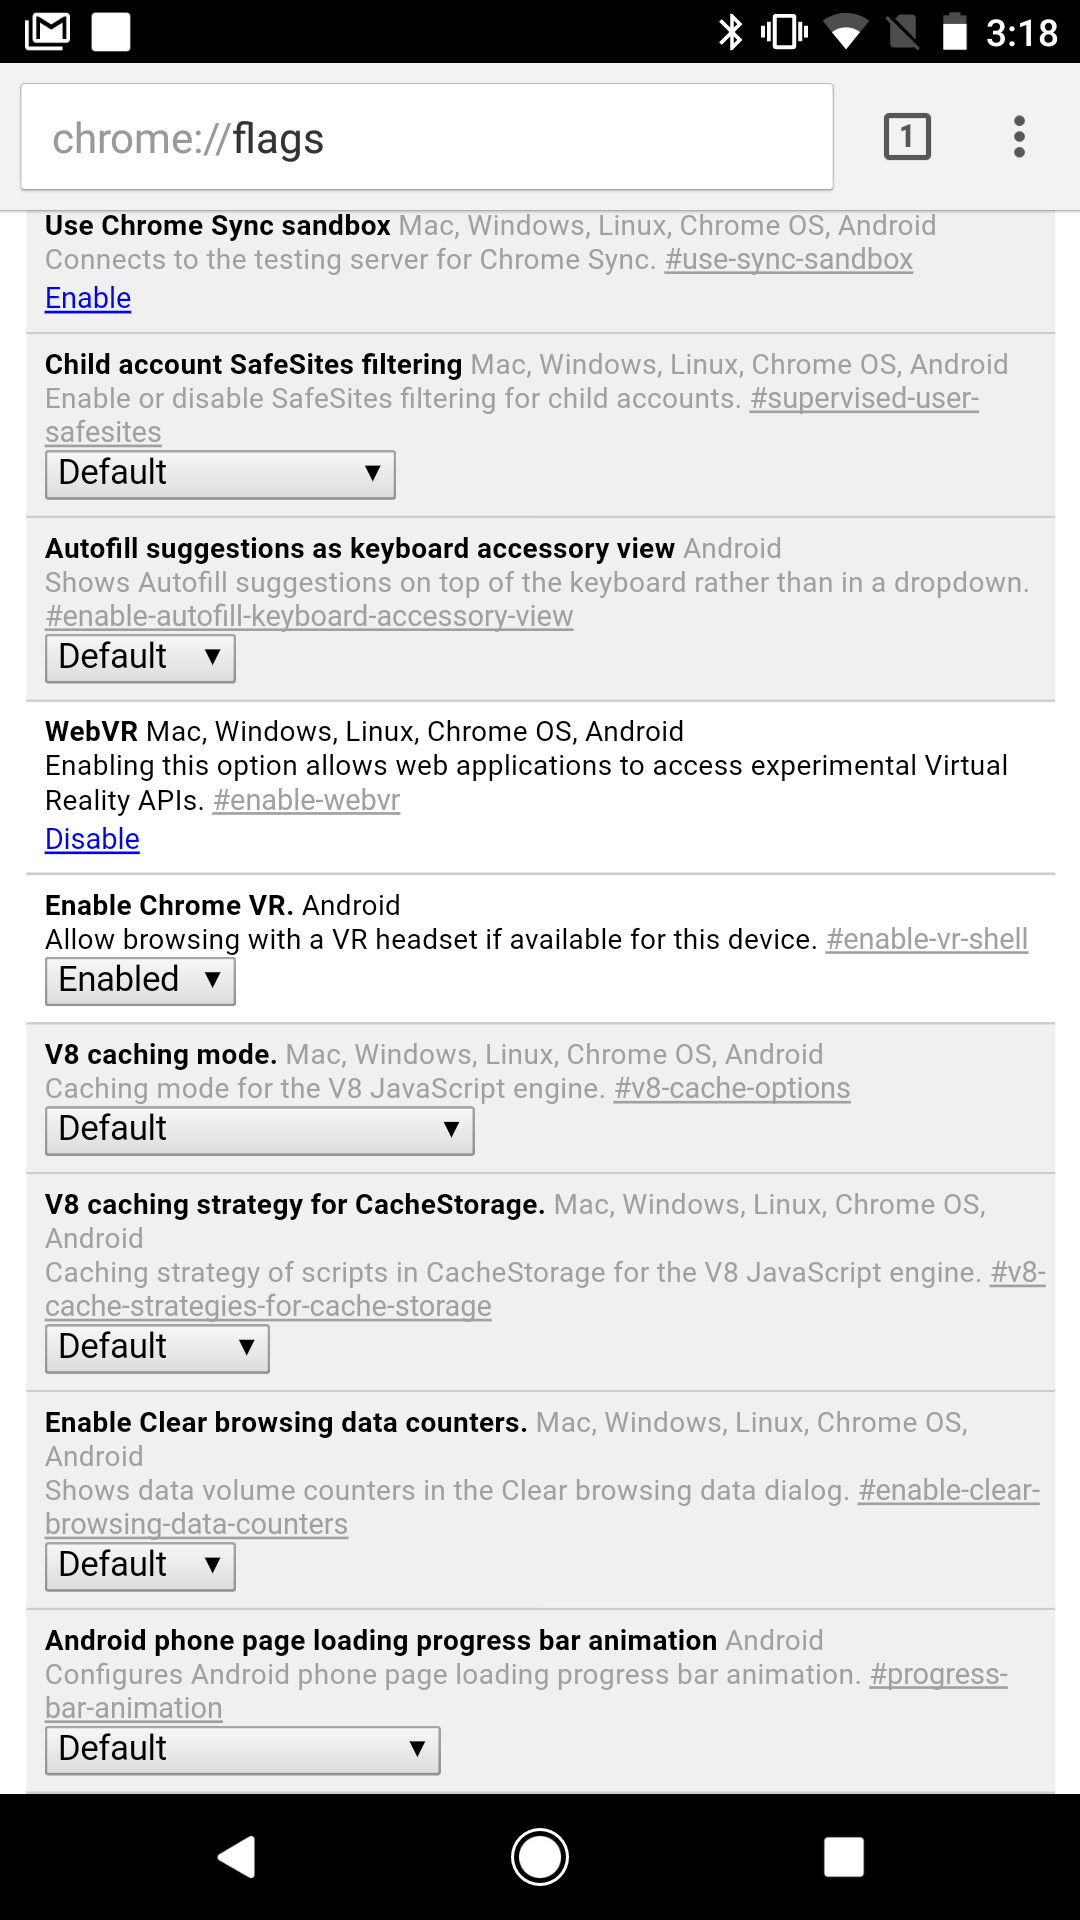 3:18
chrome://flags
1
Use Chrome Sync sandbox Mac, Windows, Linux, Chrome OS, Android
Connects to the testing server for Chrome Sync. #use-sync-sandbox
Enable
Child account SafeSites filtering Mac, Windows, Linux, Chrome OS, Android
Enable or disable SafeSites filtering for child accounts. #supervised-user-
safesites
Default
Autofill suggestions as keyboard accessory view Android
Shows Autofill suggestions on top of the keyboard rather than in a dropdown.
#enable-autofill-keyboard-accessory-view
Default
WebVR Mac, Windows, Linux, Chrome OS, Android
Enabling this option allows web applications to access experimental Virtual
Reality APIs. #enable-webvr
Disable
Enable Chrome VR. Android
Allow browsing with a VR headset if available for this device. #enable-vr-shell
Enabled
V8 caching mode. Mac, Windows, Linux, Chrome OS, Android
Caching mode for the V8 JavaScript engine. #v8-cache-options
Default
V8 caching strategy for CacheStorage. Mac, Windows, Linux, Chrome OS,
Android
Caching strategy of scripts in CacheStorage for the V8 JavaScript engine. #v8-
cache-strategies-for-cache-storage
Default
Enable Clear browsing data counters. Mac, Windows, Linux, Chrome OS,
Android
Shows data volume counters in the Clear browsing data dialog. #enable-clear-
browsing-data-counters
Default
Android phone page loading progress bar animation Android
Configures Android phone page loading progress bar animation. #progress-
bar-animation
Default